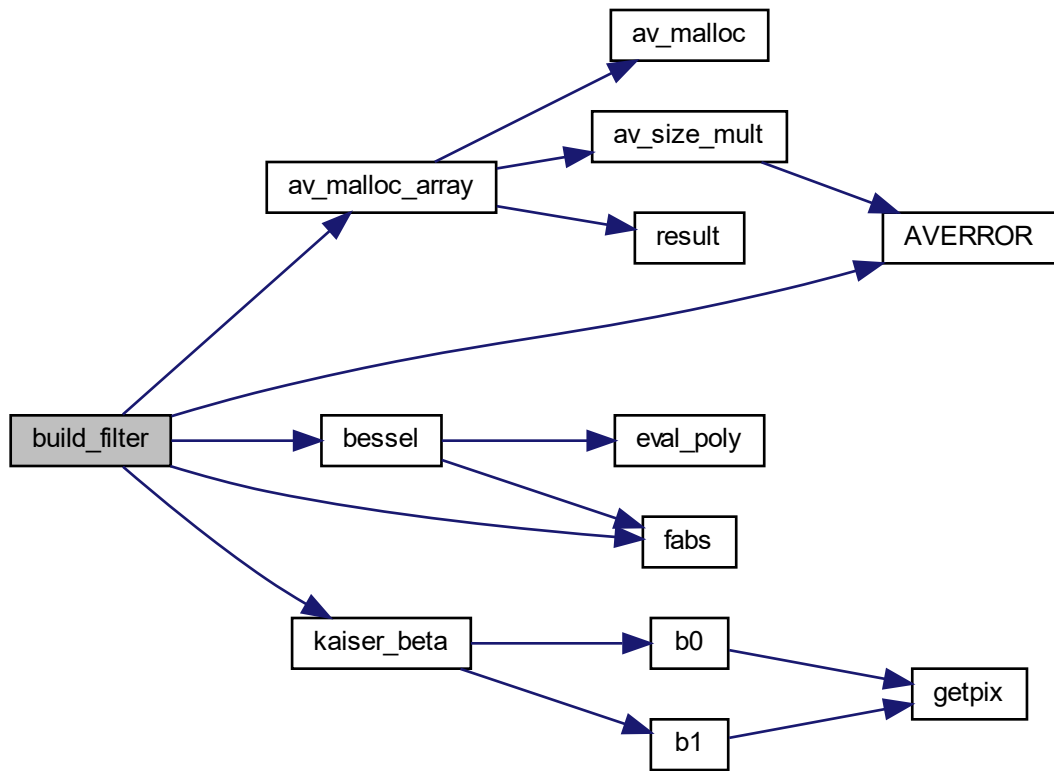 av_malloc
av_size_mult
av_malloc_array
result
AVERROR
build_filter
bessel
eval_poly
fabs
kaiser_beta
b0
getpix
b1